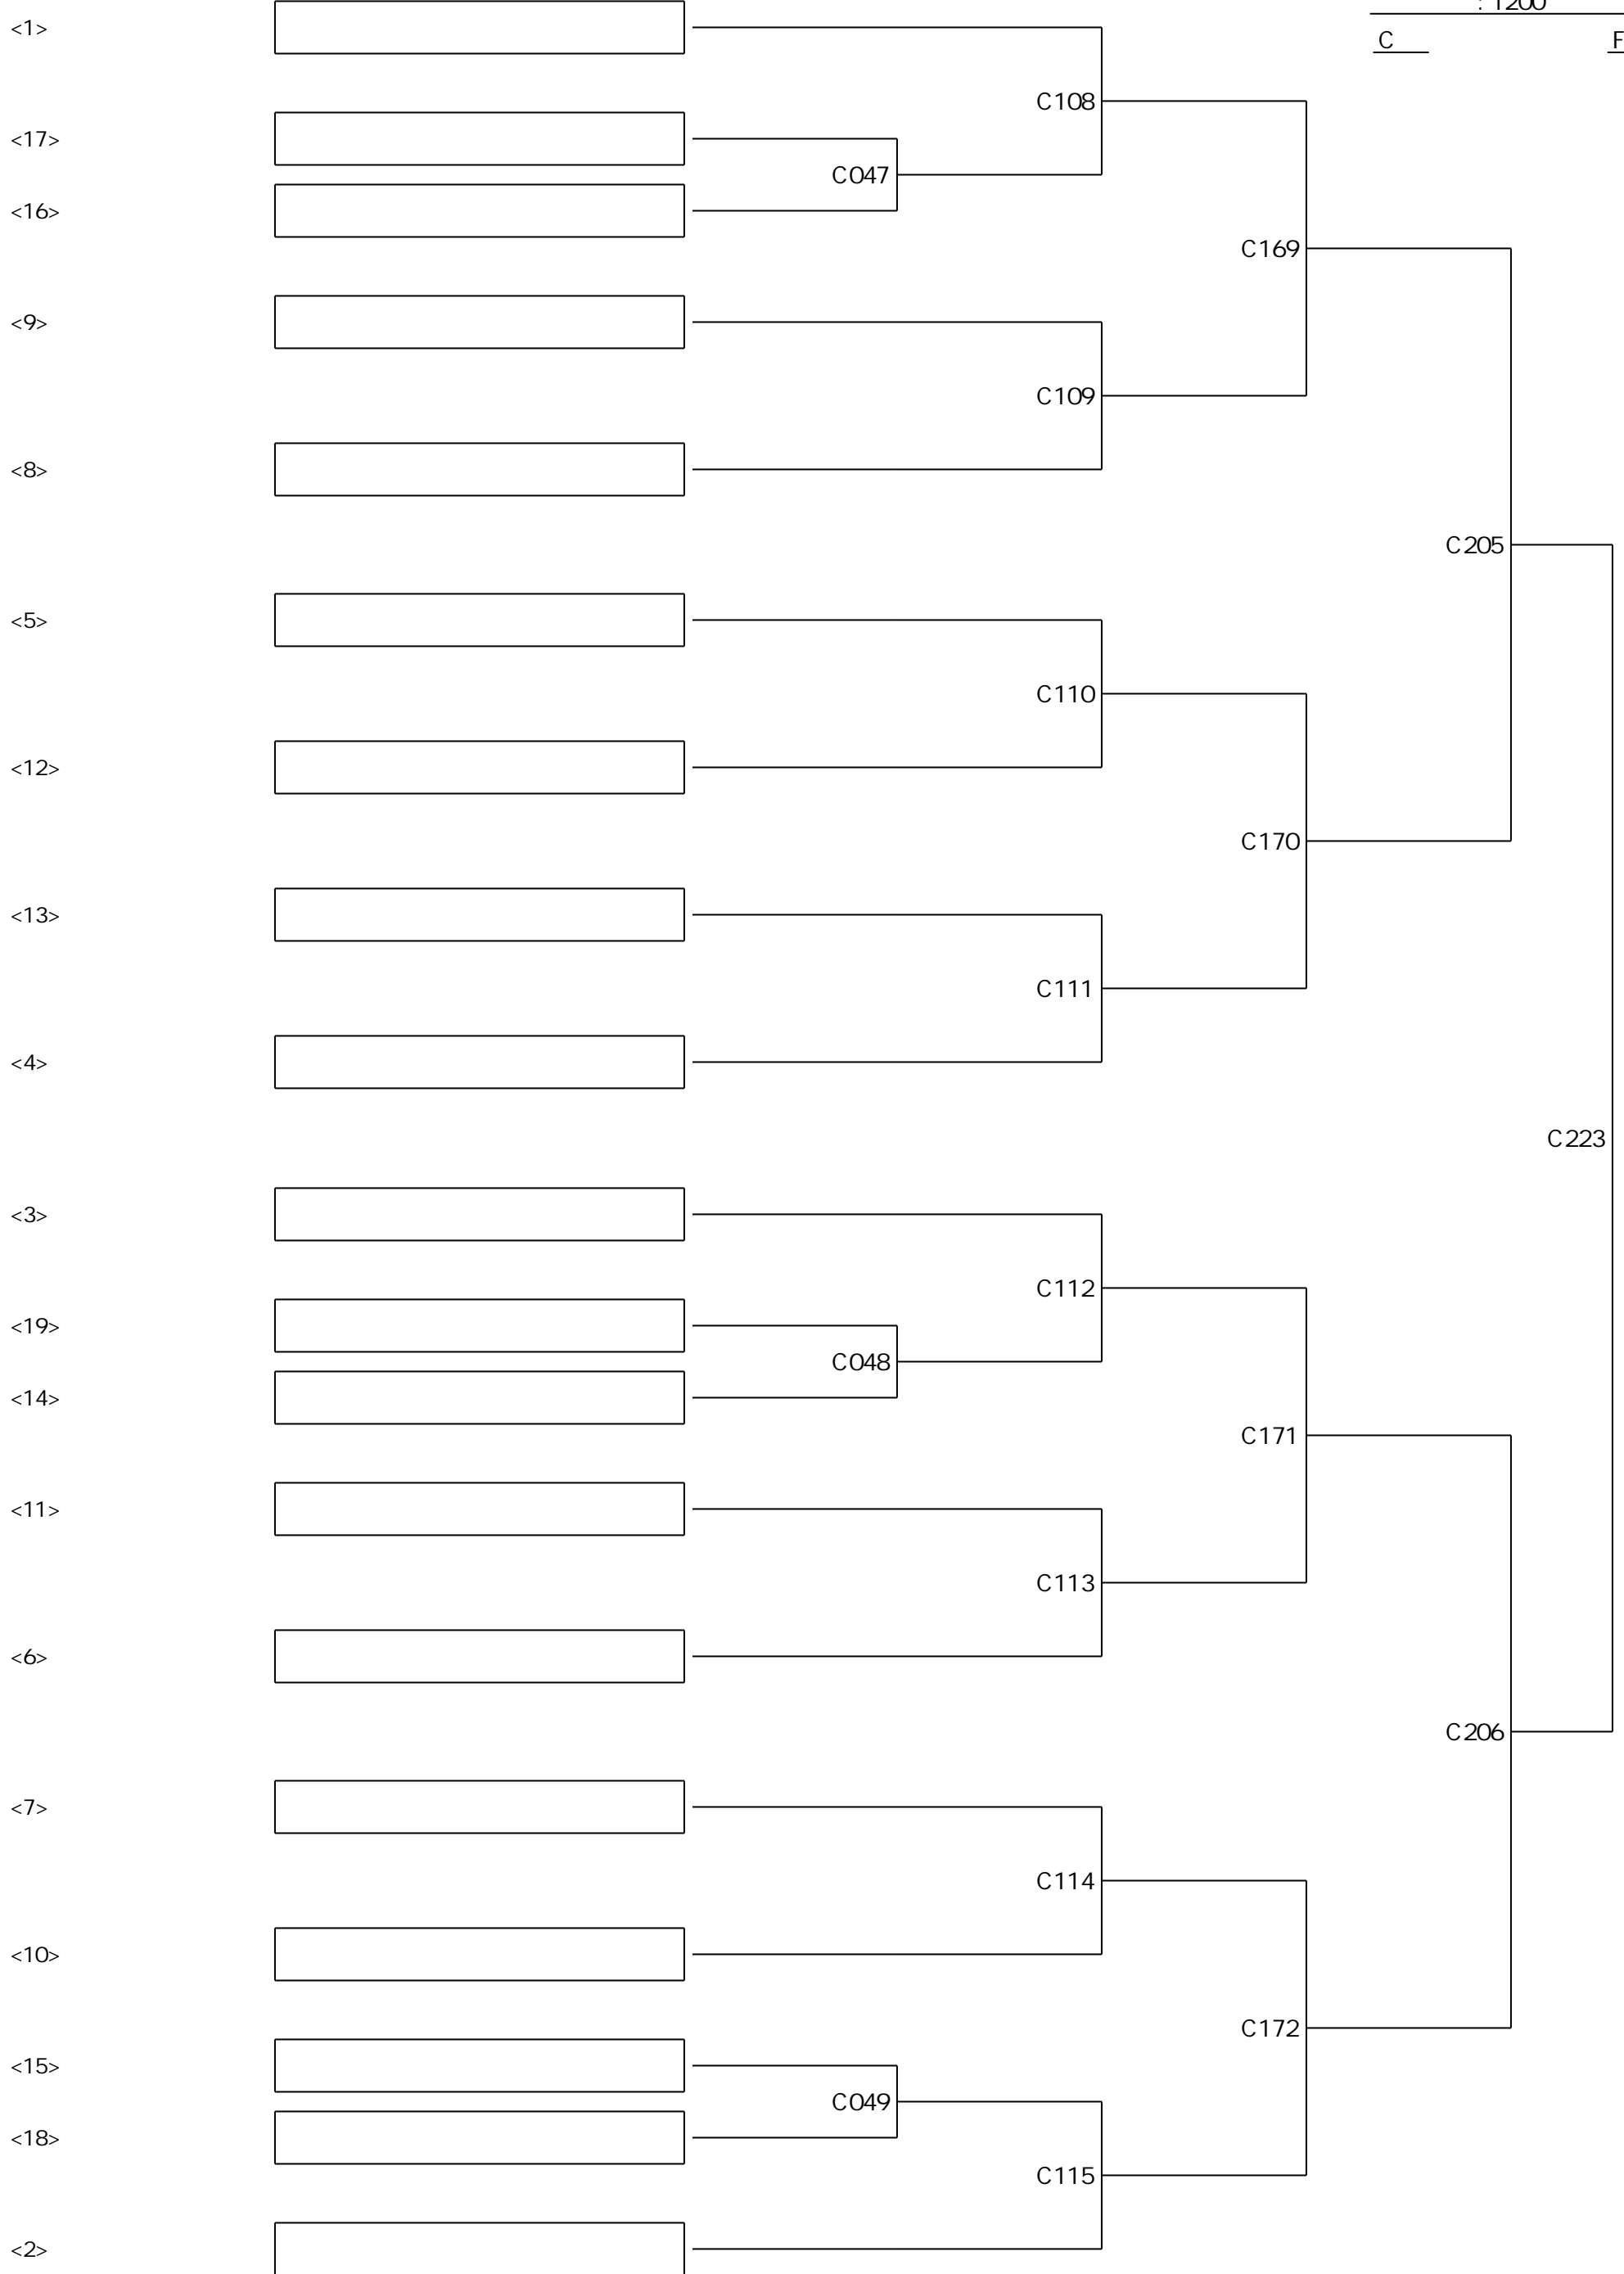 : 1200
<1>
C
F
C108
<17>
C047
<16>
C169
<9>
C109
<8>
C205
<5>
C110
<12>
C170
<13>
C111
<4>
C223
<3>
C112
<19>
C048
<14>
C171
<11>
C113
<6>
C206
<7>
C114
<10>
C172
<15>
C049
<18>
C115
<2>